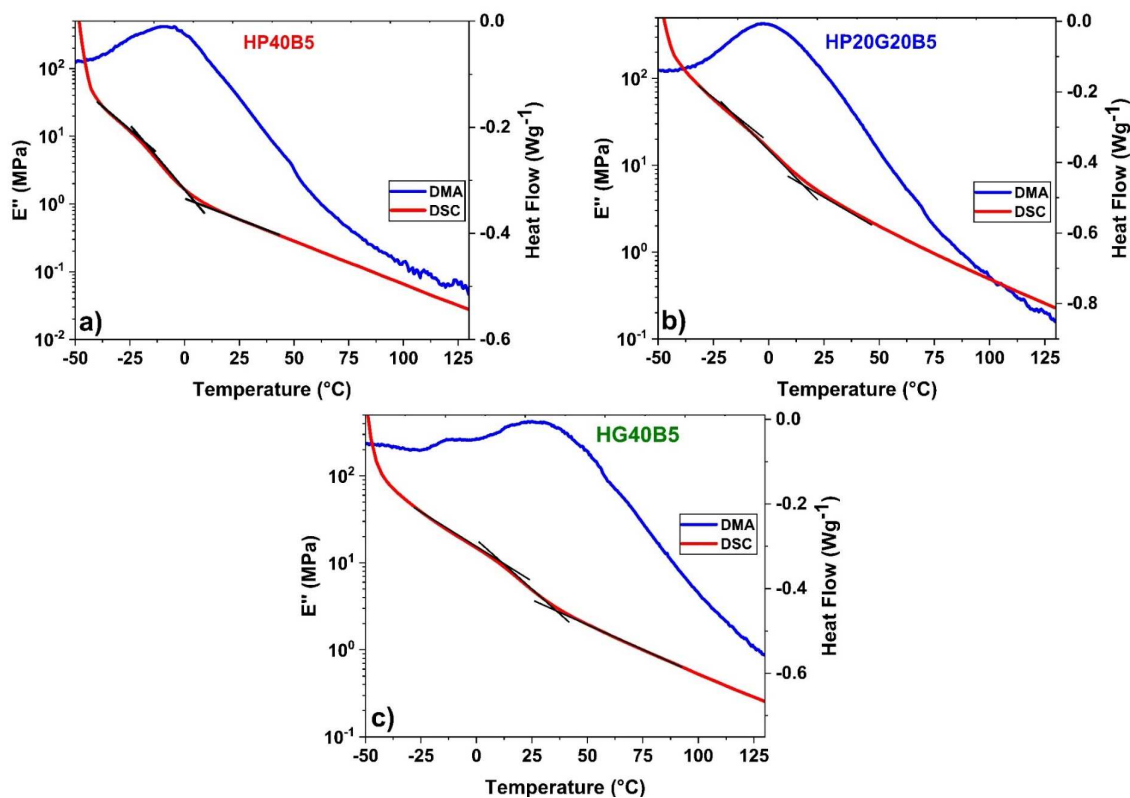 HP40B5
E" (MPa)
10²
10¹
10⁰
10⁻¹
10⁻²
0.0
-0.2
-0.4
-0.6
Heat Flow (Wg⁻¹)
DMA
DSC
a)
-50 -25 0 25 50 75 100 125
Temperature (°C)
HP20G20B5
E" (MPa)
10²
10¹
10⁰
10⁻¹
0.0
-0.2
-0.4
-0.6
-0.8
Heat Flow (Wg⁻¹)
DMA
DSC
b)
-50 -25 0 25 50 75 100 125
Temperature (°C)
HG40B5
E" (MPa)
10²
10¹
10⁰
10⁻¹
0.0
-0.2
-0.4
-0.6
Heat Flow (Wg⁻¹)
DMA
DSC
c)
-50 -25 0 25 50 75 100 125
Temperature (°C)